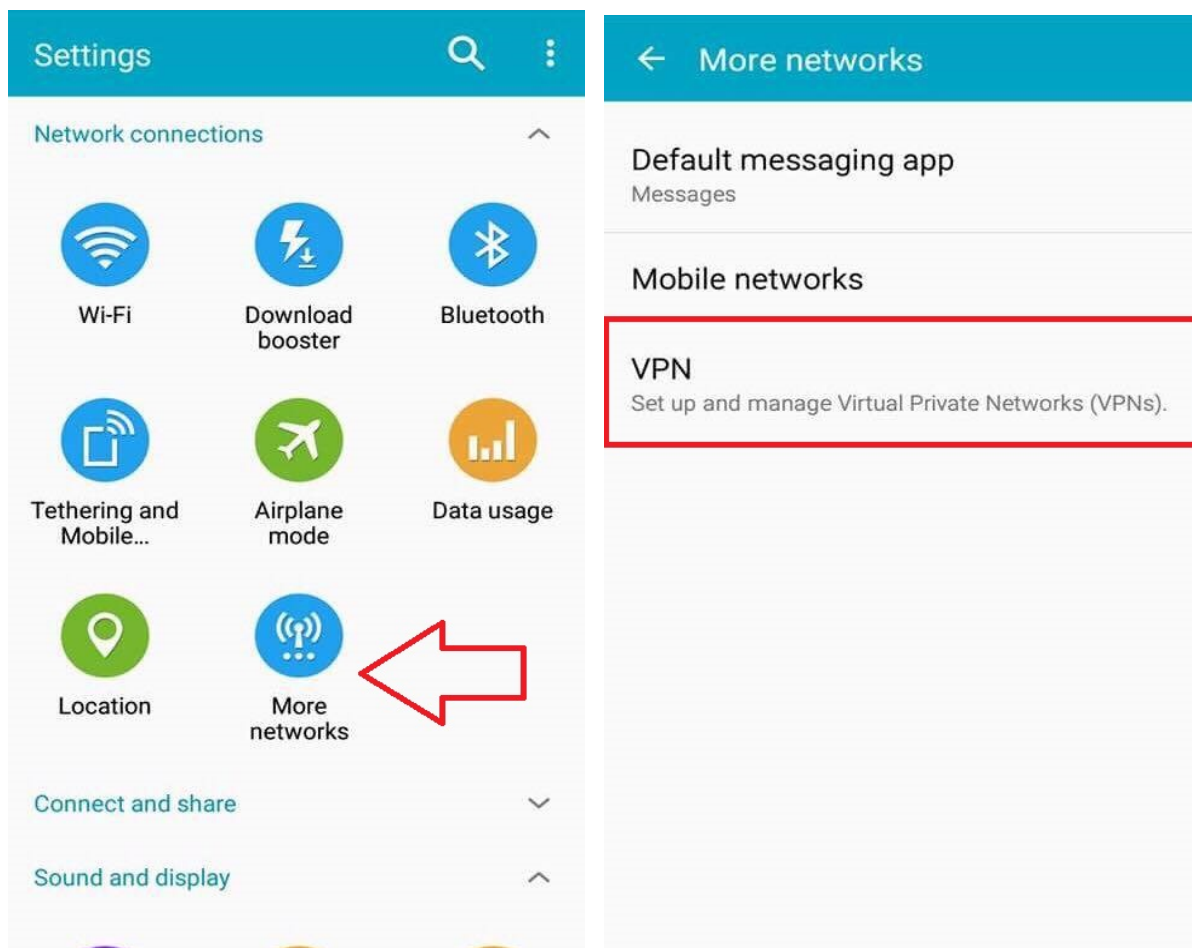 Settings
Network connections
Wi-Fi
Download
booster
Bluetooth
Tethering and
Mobile...
Airplane
mode
Data usage
Location
More
networks
Connect and share
Sound and display
More networks
Default messaging app
Messages
Mobile networks
VPN
Set up and manage Virtual Private Networks (VPNs).